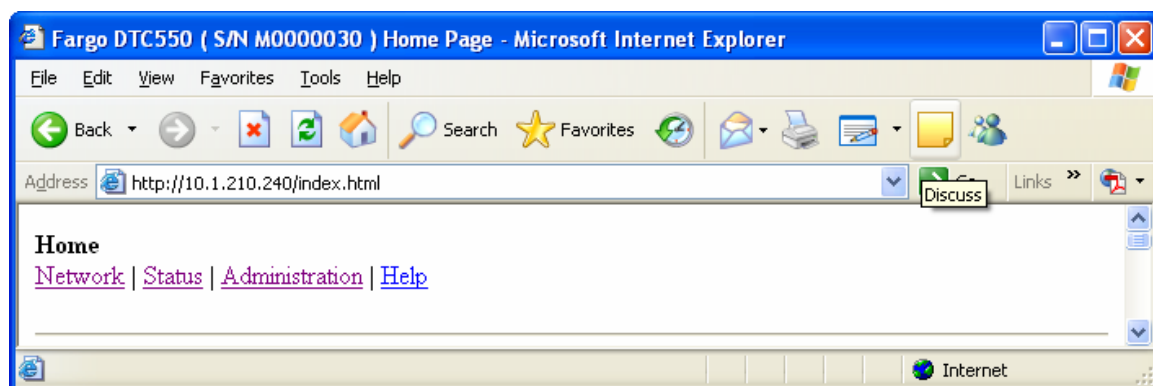 Fargo DTC550 ( S/N M0000030 ) Home Page - Microsoft Internet Explorer
File Edit View Favorites Tools Help
Back Search Favorites
Address http://10.1.210.240/index.html Links »
Discuss
Home
Network | Status | Administration | Help
Internet